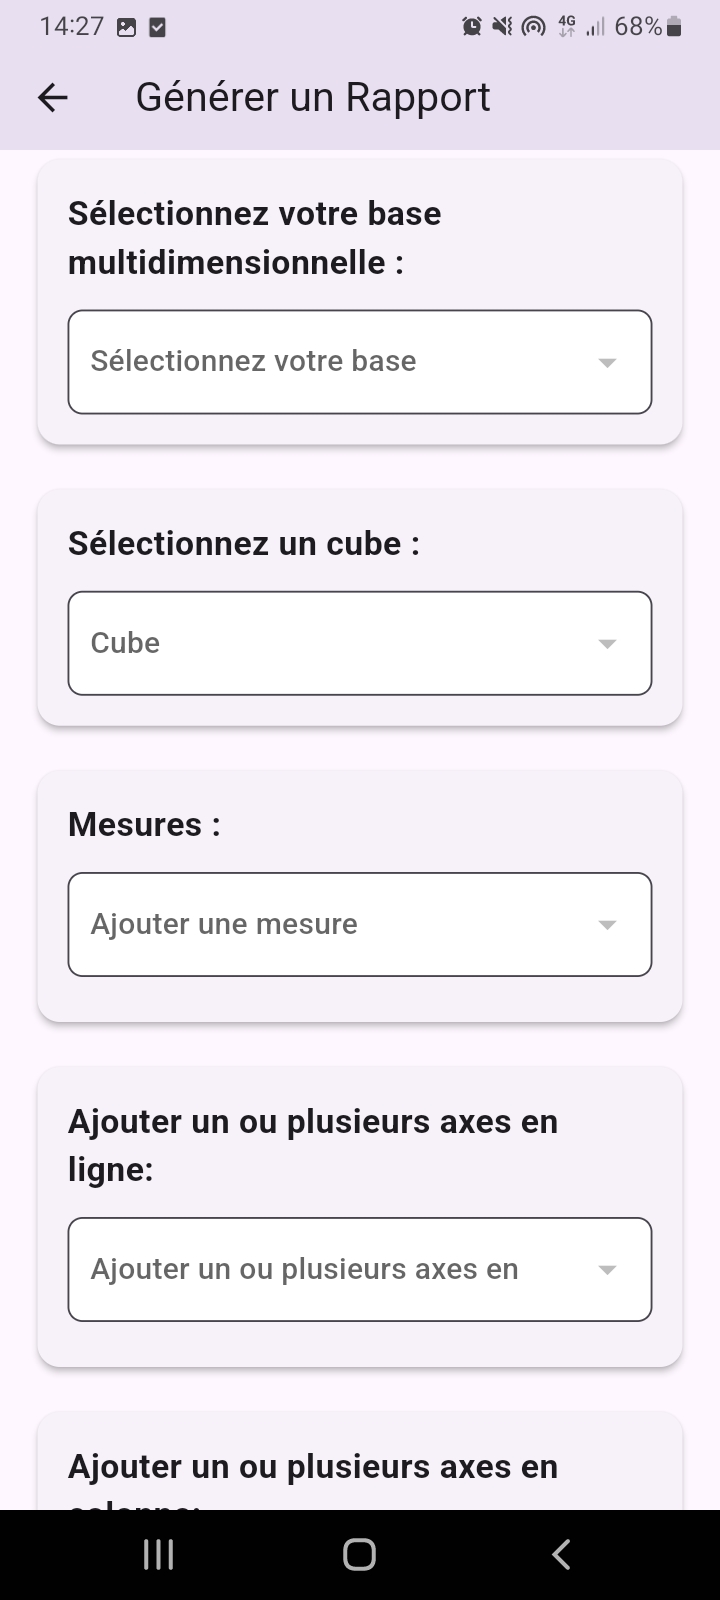 14:27
4G
68%
Générer un Rapport
Sélectionnez votre base
multidimensionnelle :
Sélectionnez votre base
Sélectionnez un cube :
Cube
Mesures :
Ajouter une mesure
Ajouter un ou plusieurs axes en
ligne:
Ajouter un ou plusieurs axes en
Ajouter un ou plusieurs axes en